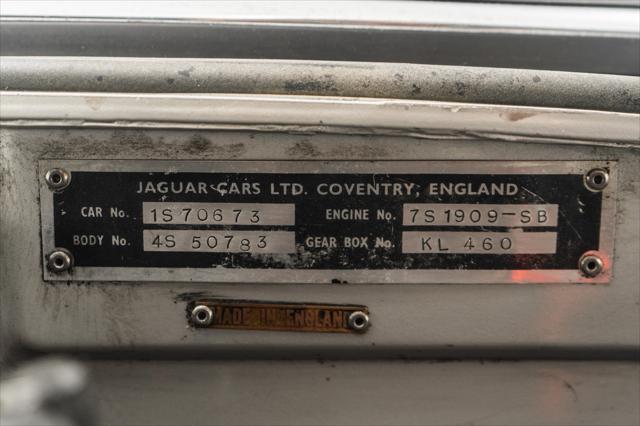 JAGUAR CARS LTD. COVENTRY, ENGLAND
CAR No. 1S70673 ENGINE No. 7S1909-SB
BODY No. 4S 50783 GEAR BOX No. KL 460
MADE IN ENGLAND